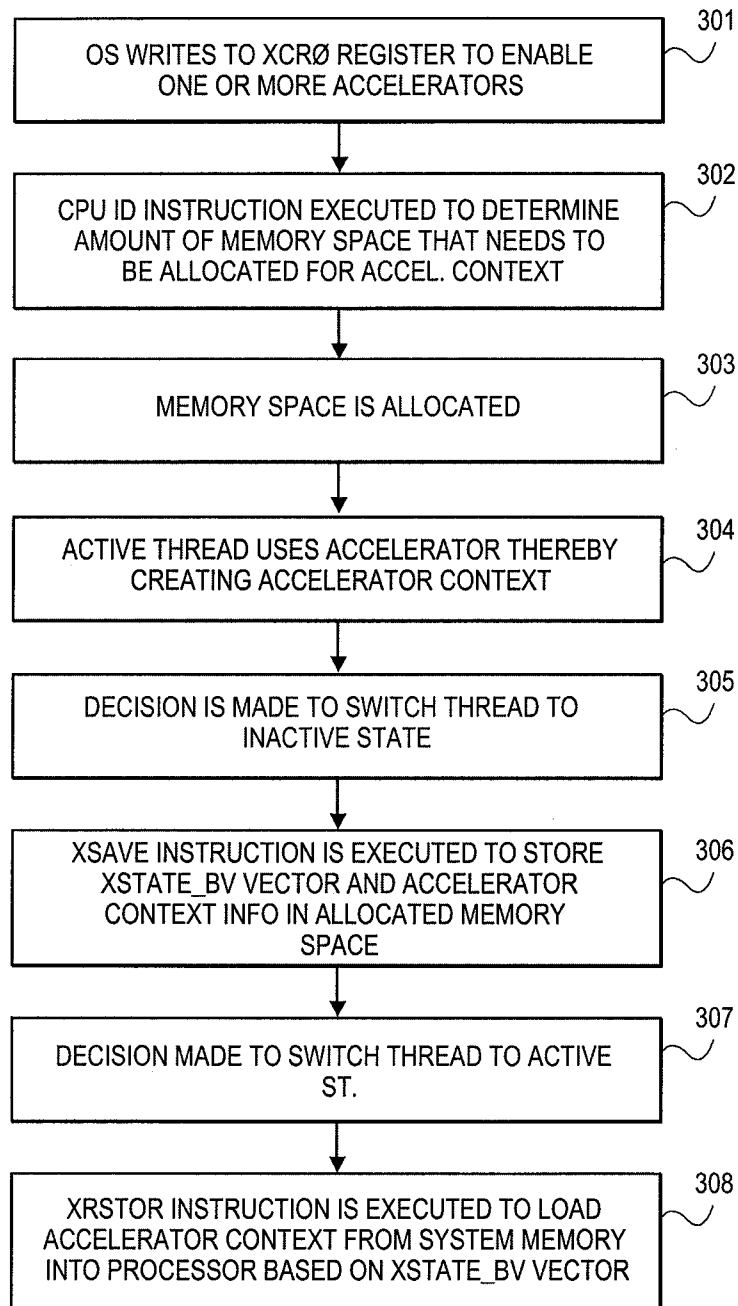 301
OS WRITES TO XCRØ REGISTER TO ENABLE
ONE OR MORE ACCELERATORS
302
CPU ID INSTRUCTION EXECUTED TO DETERMINE
AMOUNT OF MEMORY SPACE THAT NEEDS TO
BE ALLOCATED FOR ACCEL. CONTEXT
303
MEMORY SPACE IS ALLOCATED
304
ACTIVE THREAD USES ACCELERATOR THEREBY
CREATING ACCELERATOR CONTEXT
305
DECISION IS MADE TO SWITCH THREAD TO
INACTIVE STATE
306
XSAVE INSTRUCTION IS EXECUTED TO STORE
XSTATE_BV VECTOR AND ACCELERATOR
CONTEXT INFO IN ALLOCATED MEMORY
SPACE
307
DECISION MADE TO SWITCH THREAD TO ACTIVE
ST.
308
XRSTOR INSTRUCTION IS EXECUTED TO LOAD
ACCELERATOR CONTEXT FROM SYSTEM MEMORY
INTO PROCESSOR BASED ON XSTATE_BV VECTOR